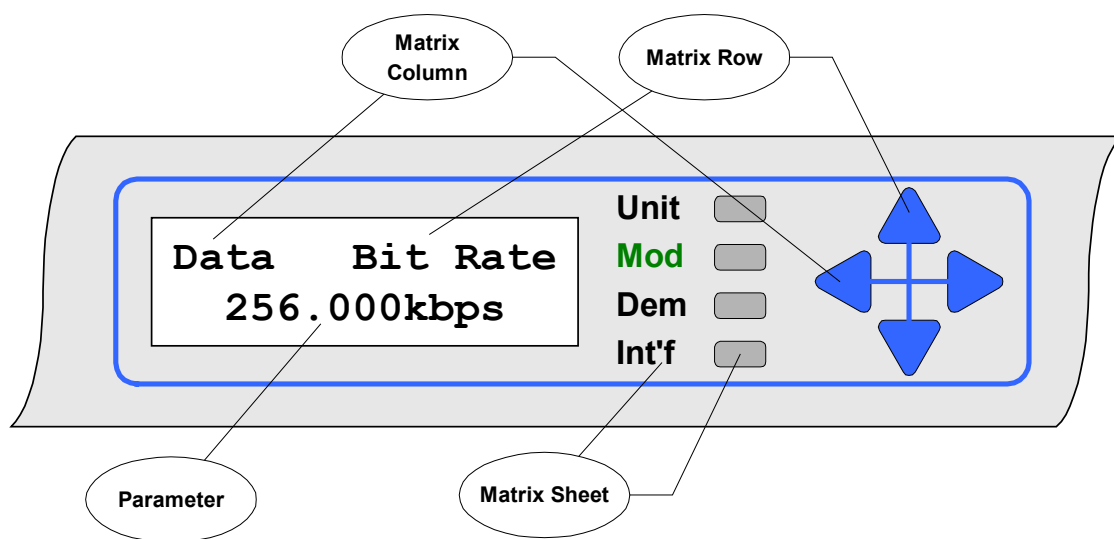 Matrix
Column
Matrix Row
Data Bit Rate
256.000kbps
Unit
Mod
Dem
Int'f
Parameter
Matrix Sheet